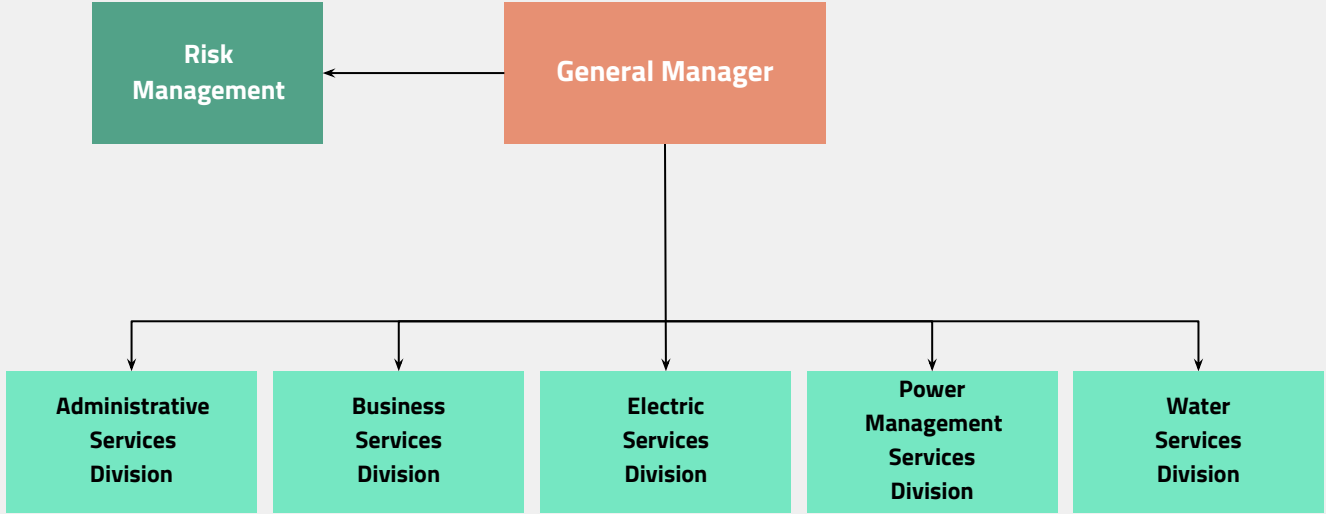 Risk
Management
General Manager
Administrative
Services
Division
Business
Services
Division
Electric
Services
Division
Power
Management
Services
Division
Water
Services
Division